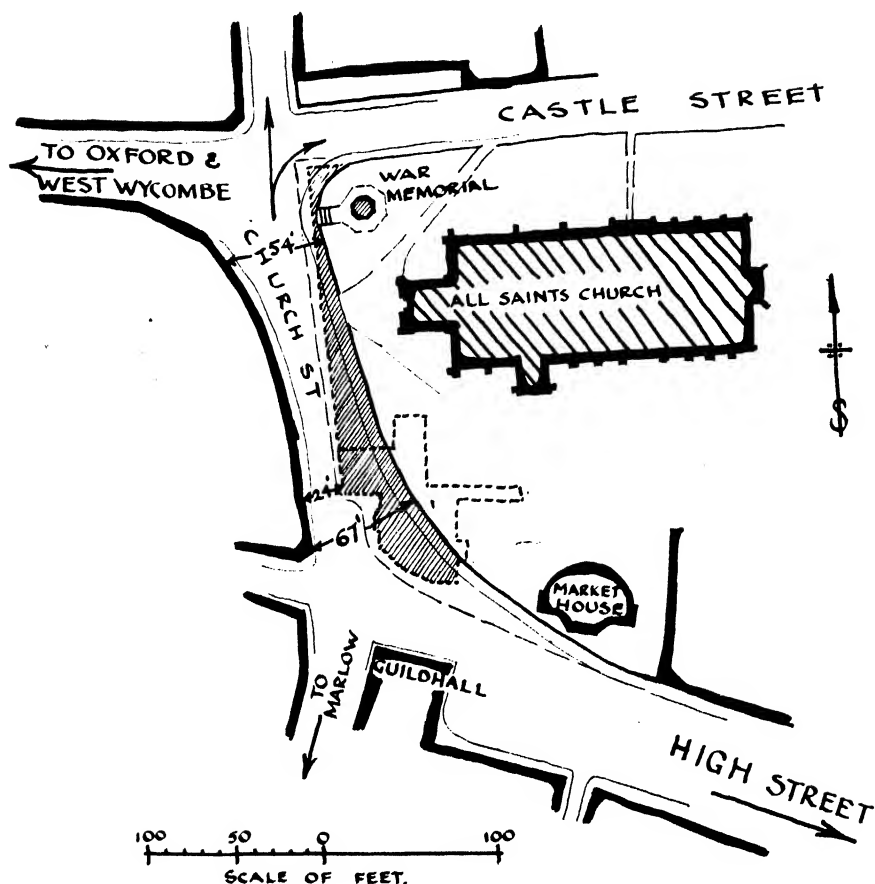 CASTLE STREET
TO OXFORD &
WEST WYCOMBE
WAR
MEMORIAL
54'
CHURCH ST
ALL SAINTS CHURCH
24'
67'
MARKET
HOUSE
TO
MARLOW
GUILDHALL
HIGH STREET
100 50 0 100
SCALE OF FEET.